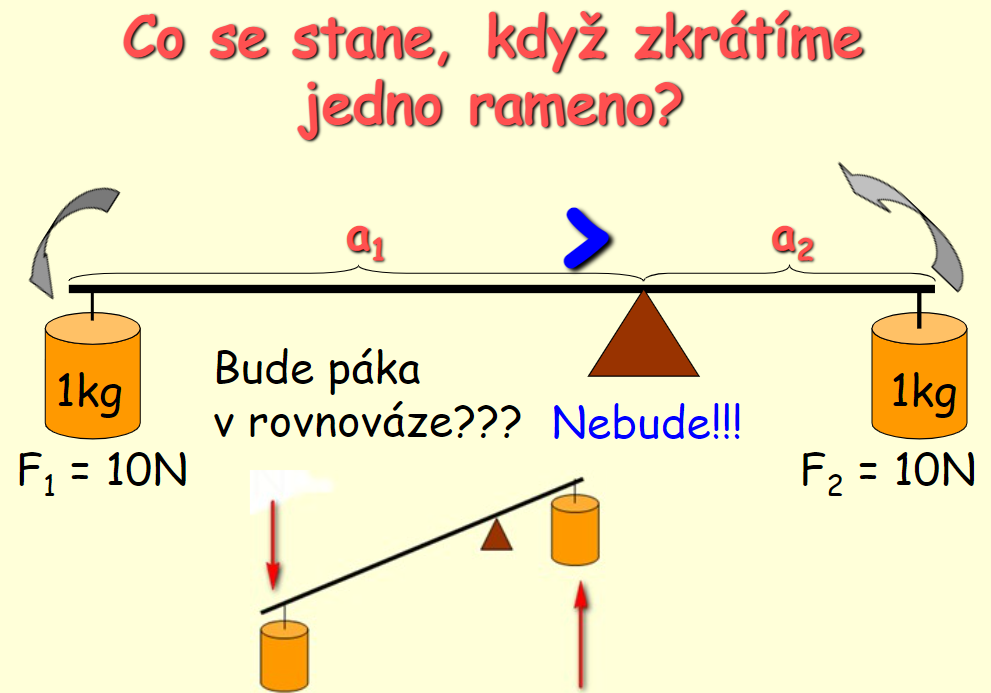 Co se stane, když zkrátíme
jedno rameno?
a₁ > a₂
1kg
1kg
Bude páka
v rovnováze??? Nebude!!!
F₁ = 10N
F₂ = 10N